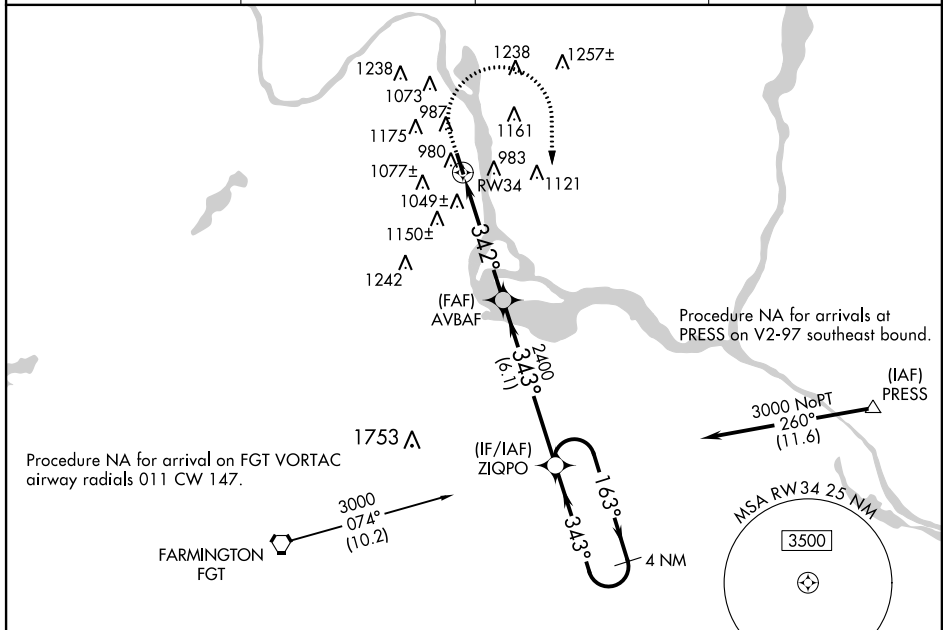 1238
1257±
1238
1073
987
1175
1161
980
983
RW34
1121
1077±
1049±
1150±
1242
342°
(FAF)
AVBAF
Procedure NA for arrivals at
PRESS on V2-97 southeast bound.
2400
343°
(6.1)
(IAF)
PRESS
3000 NoPT
260°
(11.6)
1753
(IF/IAF)
ZIQPO
Procedure NA for arrival on FGT VORTAC
airway radials 011 CW 147.
163°
343°
4 NM
3000
074°
(10.2)
FARMINGTON
FGT
MSA RW34 25 NM
3500